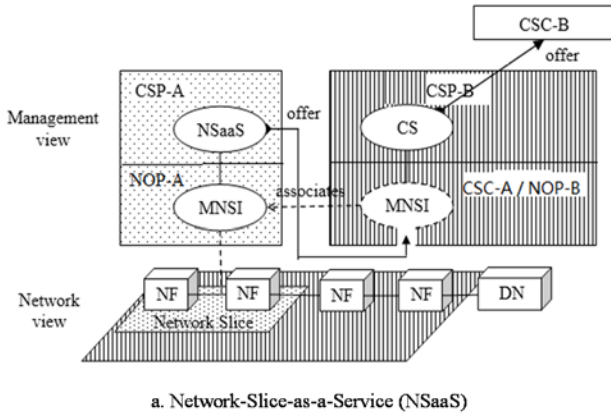 CSC-B
offer
CSP-A
offer
CSP-B
Management
view
NSaaS
CS
NOP-A
associates
CSC-A / NOP-B
MNSI
MNSI
NF
NF
NF
NF
DN
Network
view
Network Slice
a. Network-Slice-as-a-Service (NSaaS)